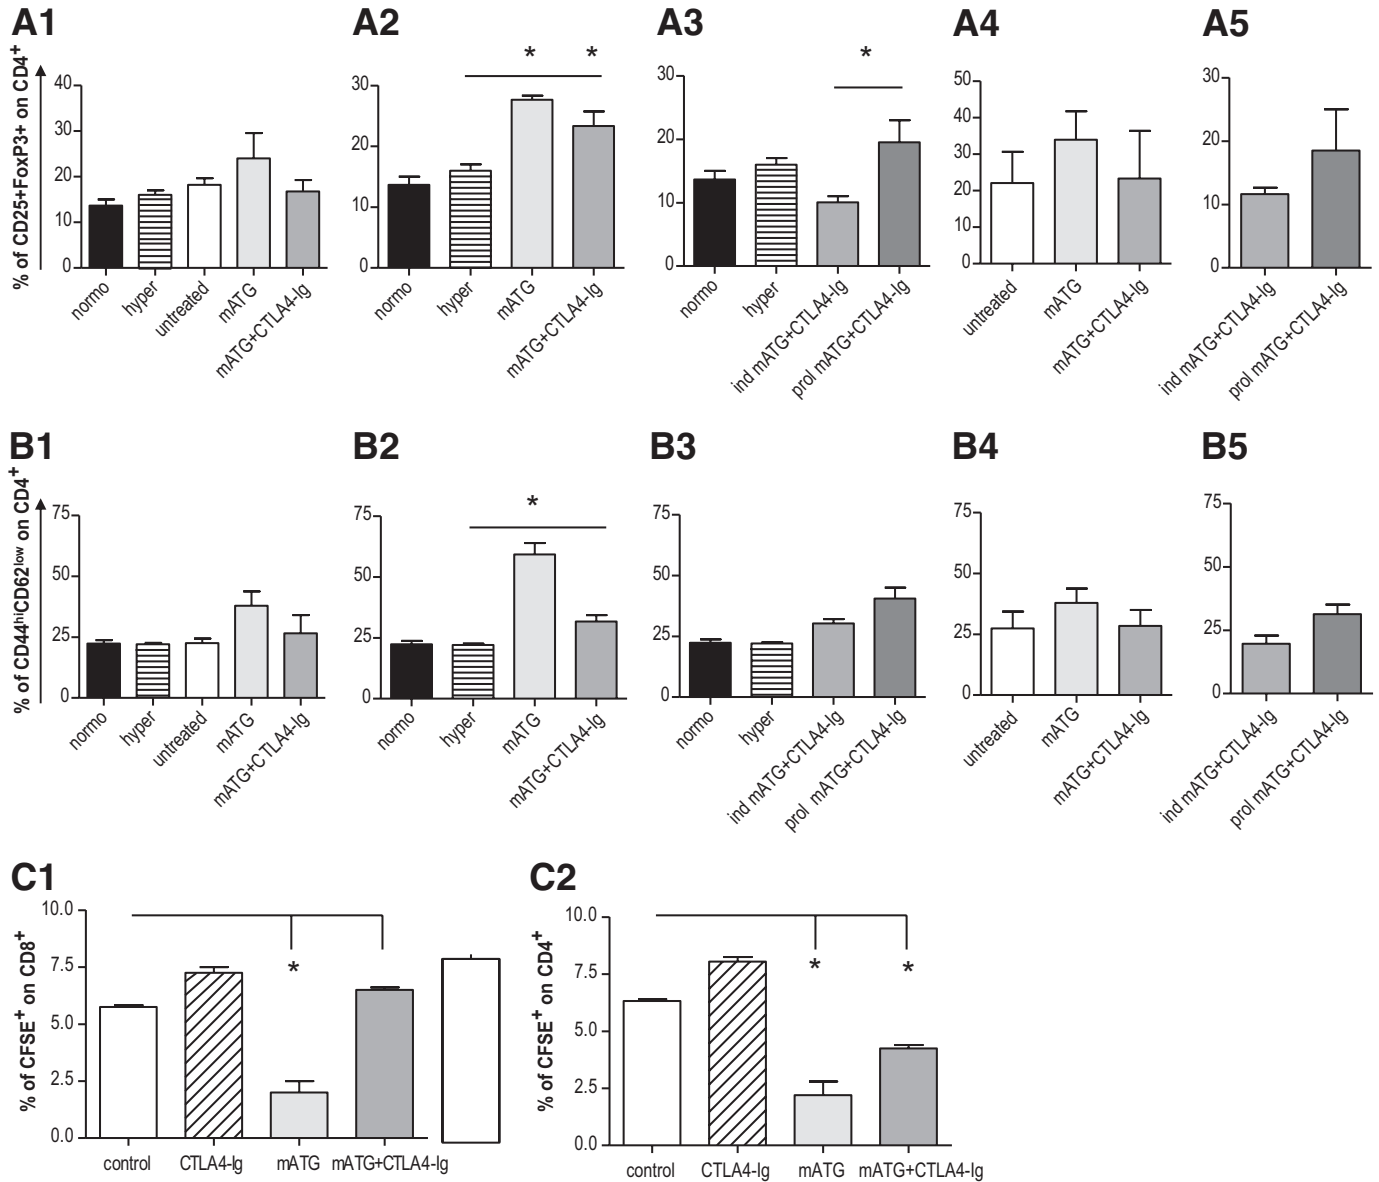 A1
A2
A3
A4
A5
% of CD25+FoxP3+ on CD4+
40
30
20
10
0
normo
hyper
untreated
mATG
mATG+CTLA4-Ig
* *
30
20
10
0
normo
hyper
mATG
mATG+CTLA4-Ig
*
30
20
10
0
normo
hyper
ind mATG+CTLA4-Ig
prol mATG+CTLA4-Ig
50
40
30
20
10
0
untreated
mATG
mATG+CTLA4-Ig
30
20
10
0
ind mATG+CTLA4-Ig
prol mATG+CTLA4-Ig
B1
B2
B3
B4
B5
% of CD44hiCD62low on CD4+
75
50
25
0
normo
hyper
untreated
mATG
mATG+CTLA4-Ig
*
75
50
25
0
normo
hyper
mATG
mATG+CTLA4-Ig
75
50
25
0
normo
hyper
ind mATG+CTLA4-Ig
prol mATG+CTLA4-Ig
75
50
25
0
untreated
mATG
mATG+CTLA4-Ig
75
50
25
0
ind mATG+CTLA4-Ig
prol mATG+CTLA4-Ig
C1
% of CFSE+ on CD8+
10.0
7.5
5.0
2.5
0.0
*
control CTLA4-Ig mATG mATG+CTLA4-Ig
C2
% of CFSE+ on CD4+
10.0
7.5
5.0
2.5
0.0
* *
control CTLA4-Ig mATG mATG+CTLA4-Ig